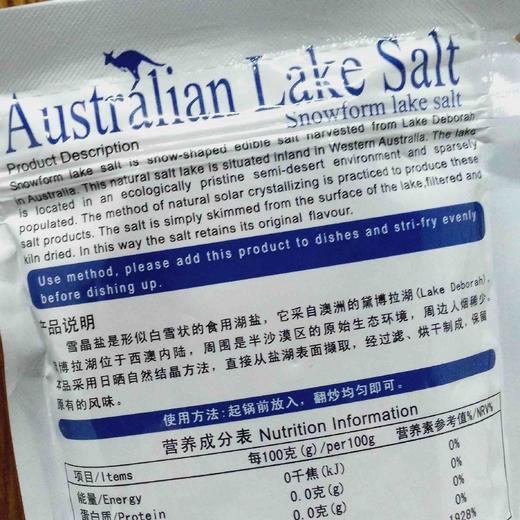 Australian Lake Salt
Snowform lake salt
Product Description
Snowform lake salt is snow-shaped edible salt harvested from Lake Deborah
in Australia. This natural salt lake is situated inland in Western Australia. The lake
is located in an ecologically pristine semi-desert environment and sparsely
populated. The method of natural solar crystallizing is practiced to produce these
salt products. The salt is simply skimmed from the surface of the lake, filtered and
kiln dried. In this way the salt retains its original flavour.
Use method, please add this product to dishes and stri-fry evenly
before dishing up.
产品说明
雪晶盐是形似白雪状的食用湖盐，它采自澳洲的黛博拉湖(Lake Deborah),
博拉湖位于西澳内陆，周围是半沙漠区的原始生态环境，周边人烟稀少。
本品采用日晒自然结晶方法，直接从盐湖表面撷取，经过滤、烘干制成，保留
原有的风味。
使用方法：起锅前放入，翻炒均匀即可。
营养成分表 Nutrition Information
项目/Items 每100克(g)/per100g 营养素参考值%/NRV%
能量/Energy 0千焦(kJ) 0%
蛋白质/Protein 0.0克(g) 0%
0.0克(g) 0%
1928%